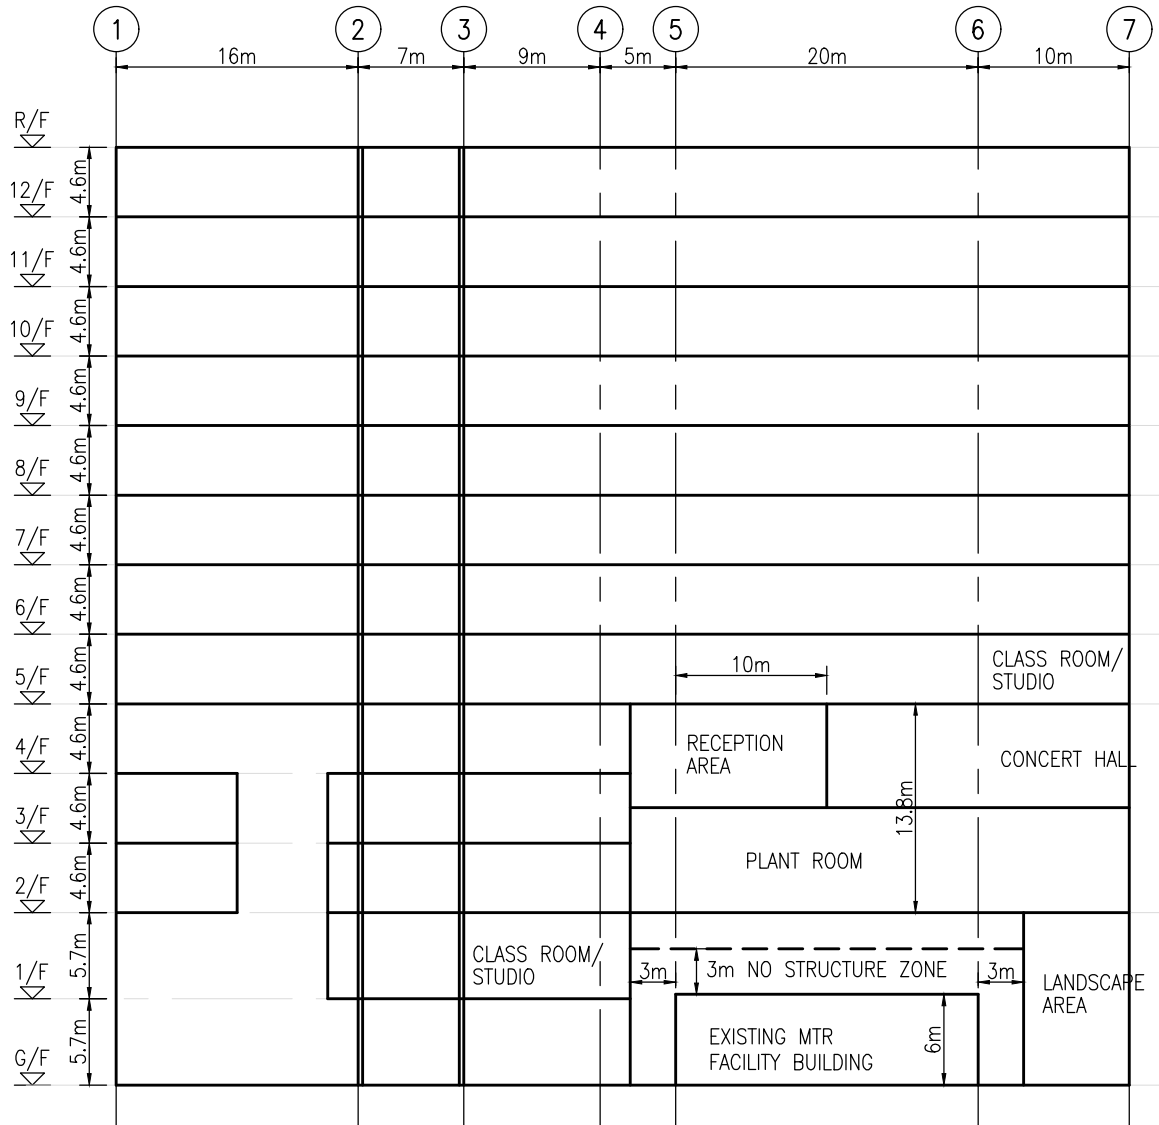 1 2 3 4 5 6 7
16m 7m 9m 5m 20m 10m
R/F
4.6m
12/F
4.6m
11/F
4.6m
10/F
4.6m
9/F
4.6m
8/F
4.6m
7/F
4.6m
6/F
4.6m
CLASS ROOM/
STUDIO
5/F
10m
4.6m
RECEPTION
AREA
CONCERT HALL
4/F
4.6m
13.8m
3/F
4.6m
PLANT ROOM
2/F
5.7m
CLASS ROOM/
STUDIO
3m
3m NO STRUCTURE ZONE
3m
LANDSCAPE
AREA
1/F
5.7m
EXISTING MTR
FACILITY BUILDING
6m
G/F